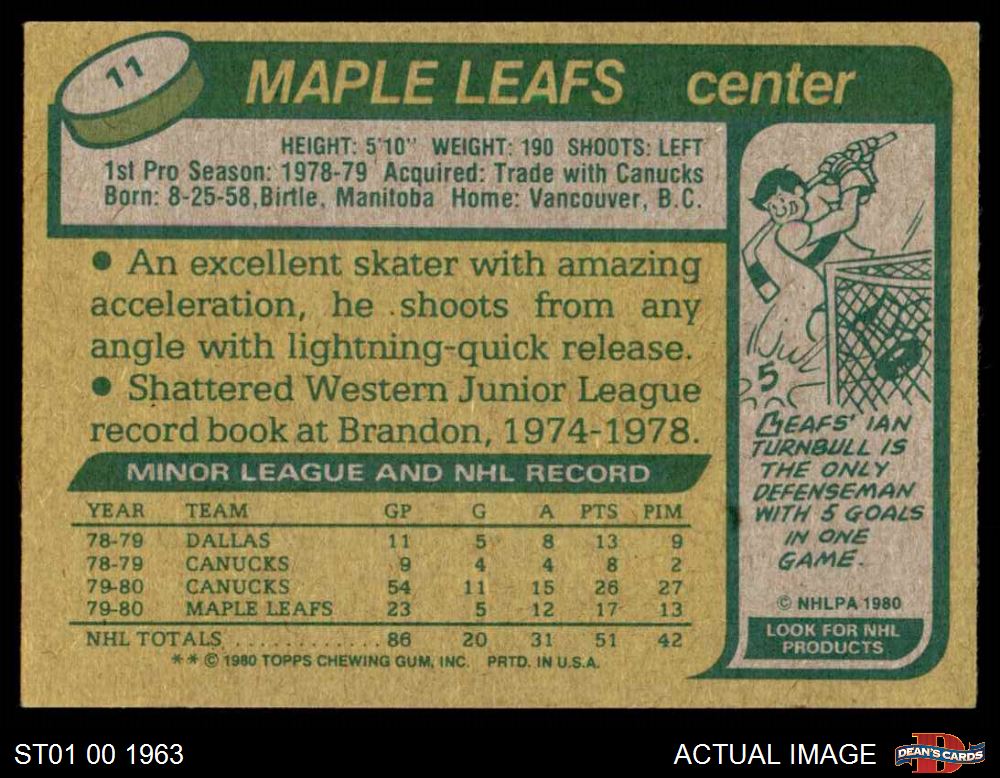 11
MAPLE LEAFS center
HEIGHT: 5'10" WEIGHT: 190 SHOOTS: LEFT
1st Pro Season: 1978-79 Acquired: Trade with Canucks
Born: 8-25-58, Birtle, Manitoba Home: Vancouver, B.C.
● An excellent skater with amazing
acceleration, he shoots from any
angle with lightning-quick release.
● Shattered Western Junior League
record book at Brandon, 1974-1978.
MINOR LEAGUE AND NHL RECORD
YEAR TEAM GP G A PTS PIM
78-79 DALLAS 11 5 8 13 9
78-79 CANUCKS 9 4 4 8 2
79-80 CANUCKS 54 11 15 26 27
79-80 MAPLE LEAFS 23 5 12 17 13
NHL TOTALS........... 86 20 31 51 42
** © 1980 TOPPS CHEWING GUM, INC. PRTD. IN U.S.A.
5
LEAFS' IAN
TURNBULL IS
THE ONLY
DEFENSEMAN
WITH 5 GOALS
IN ONE
GAME.
© NHLPA 1980
LOOK FOR NHL
PRODUCTS
ST01 00 1963
ACTUAL IMAGE
DEAN'S CARDS